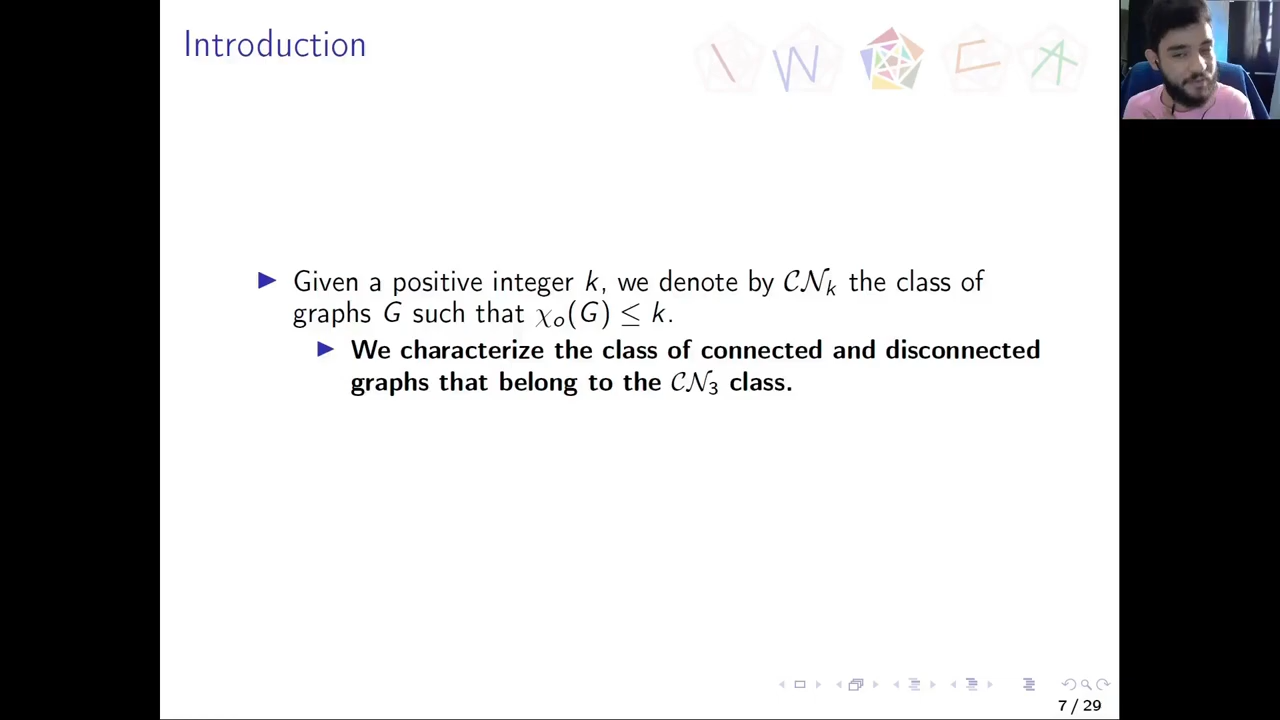 Introduction
▶ Given a positive integer k, we denote by 𝒞𝒩ₖ the class of
graphs G such that χₒ(G) ≤ k.
▶ We characterize the class of connected and disconnected
graphs that belong to the 𝒞𝒩₃ class.
7 / 29